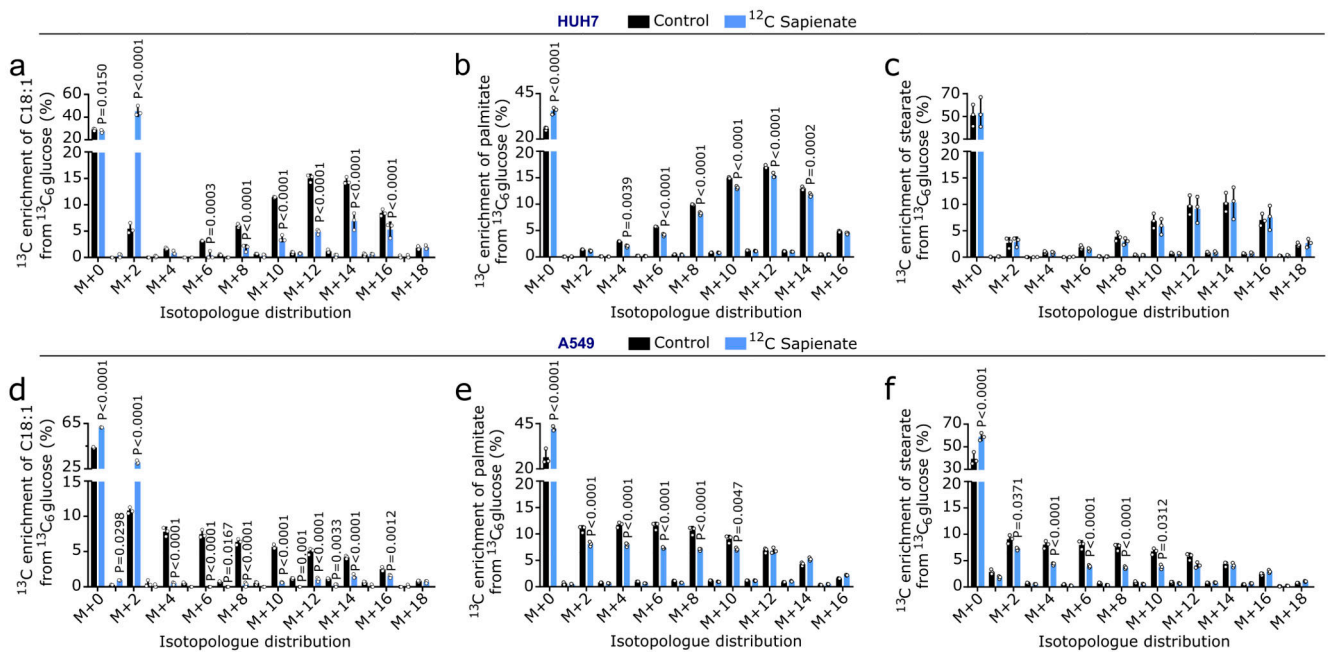 HUH7 Control 12C Sapienate
a
13C enrichment of C18:1
from 13C6 glucose (%)
60
40
20
20
15
10
5
0
P=0.0150
P<0.0001
P=0.0003
P<0.0001
P<0.0001
P<0.0001
P<0.0001
P<0.0001
M+0 M+2 M+4 M+6 M+8 M+10 M+12 M+14 M+16 M+18
Isotopologue distribution
b
13C enrichment of palmitate
from 13C6 glucose (%)
45
20
20
15
10
5
0
P<0.0001
P=0.0039
P<0.0001
P<0.0001
P<0.0001
P<0.0001
P=0.0002
M+0 M+2 M+4 M+6 M+8 M+10 M+12 M+14 M+16
Isotopologue distribution
c
13C enrichment of stearate
from 13C6 glucose (%)
70
50
30
20
15
10
5
0
M+0 M+2 M+4 M+6 M+8 M+10 M+12 M+14 M+16 M+18
Isotopologue distribution
A549 Control 12C Sapienate
d
13C enrichment of C18:1
from 13C6 glucose (%)
65
25
15
10
5
0
P<0.0001
P=0.0298
P<0.0001
P<0.0001
P<0.0001
P=0.0167
P<0.0001
P<0.0001
P=0.001
P<0.0001
P=0.0033
P<0.0001
P=0.0012
M+0 M+2 M+4 M+6 M+8 M+10 M+12 M+14 M+16 M+18
Isotopologue distribution
e
13C enrichment of palmitate
from 13C6 glucose (%)
45
20
20
15
10
5
0
P<0.0001
P<0.0001
P<0.0001
P<0.0001
P<0.0001
P=0.0047
M+0 M+2 M+4 M+6 M+8 M+10 M+12 M+14 M+16
Isotopologue distribution
f
13C enrichment of stearate
from 13C6 glucose (%)
70
50
30
20
15
10
5
0
P<0.0001
P=0.0371
P<0.0001
P<0.0001
P<0.0001
P=0.0312
M+0 M+2 M+4 M+6 M+8 M+10 M+12 M+14 M+16 M+18
Isotopologue distribution